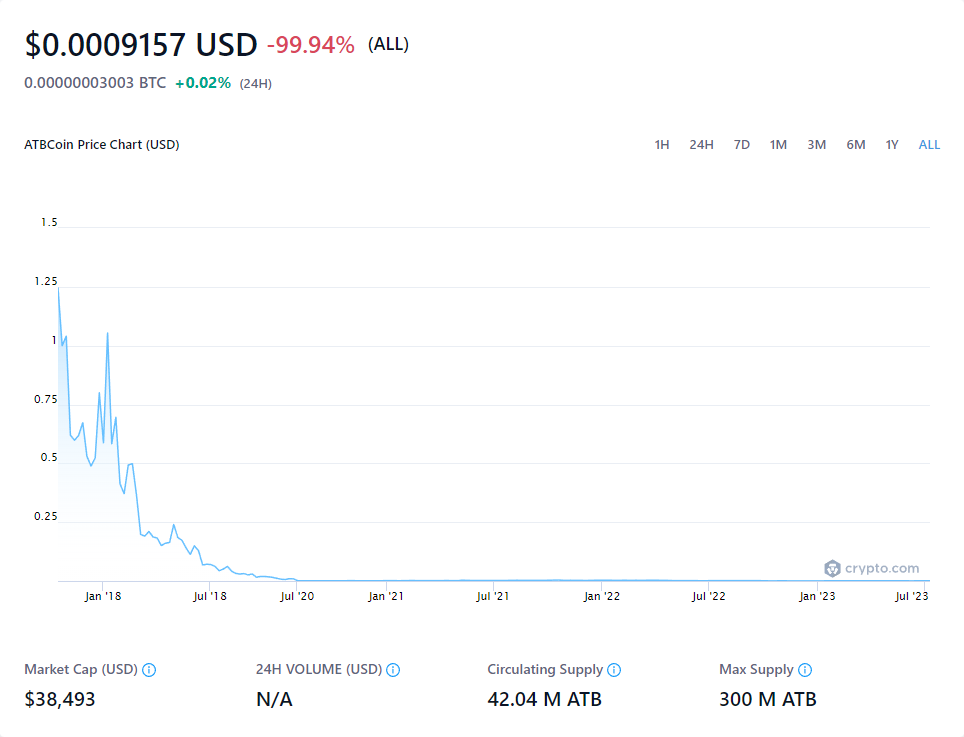 $0.0009157 USD -99.94% (ALL)
0.00000003003 BTC +0.02% (24H)
ATBCoin Price Chart (USD) 1H 24H 7D 1M 3M 6M 1Y ALL
1.5
1.25
1
0.75
0.5
0.25
crypto.com
Jan '18 Jul '18 Jul '20 Jan '21 Jul '21 Jan '22 Jul '22 Jan '23 Jul '23
Market Cap (USD) 24H VOLUME (USD) Circulating Supply Max Supply
$38,493 N/A 42.04 M ATB 300 M ATB